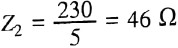 Z₂ = 230/5 = 46 Ω